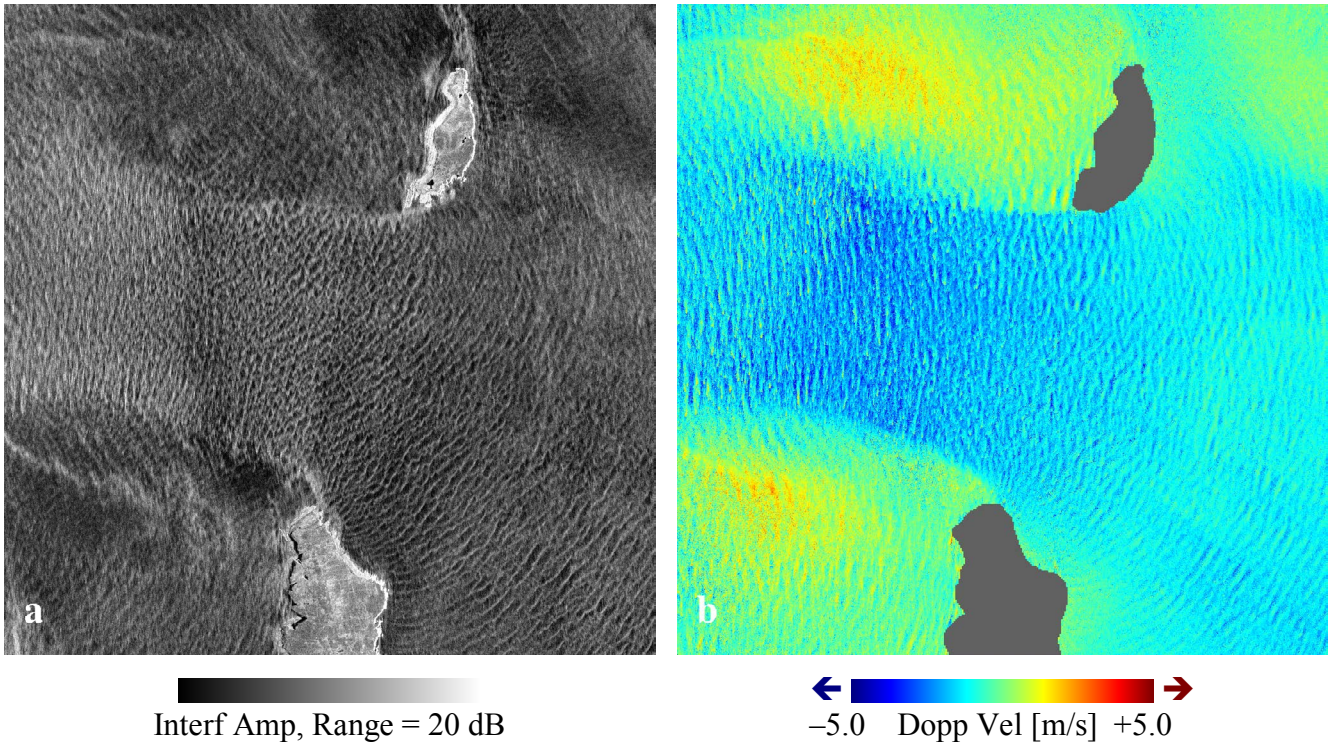 a
b
Interf Amp, Range = 20 dB
–5.0 Dopp Vel [m/s] +5.0